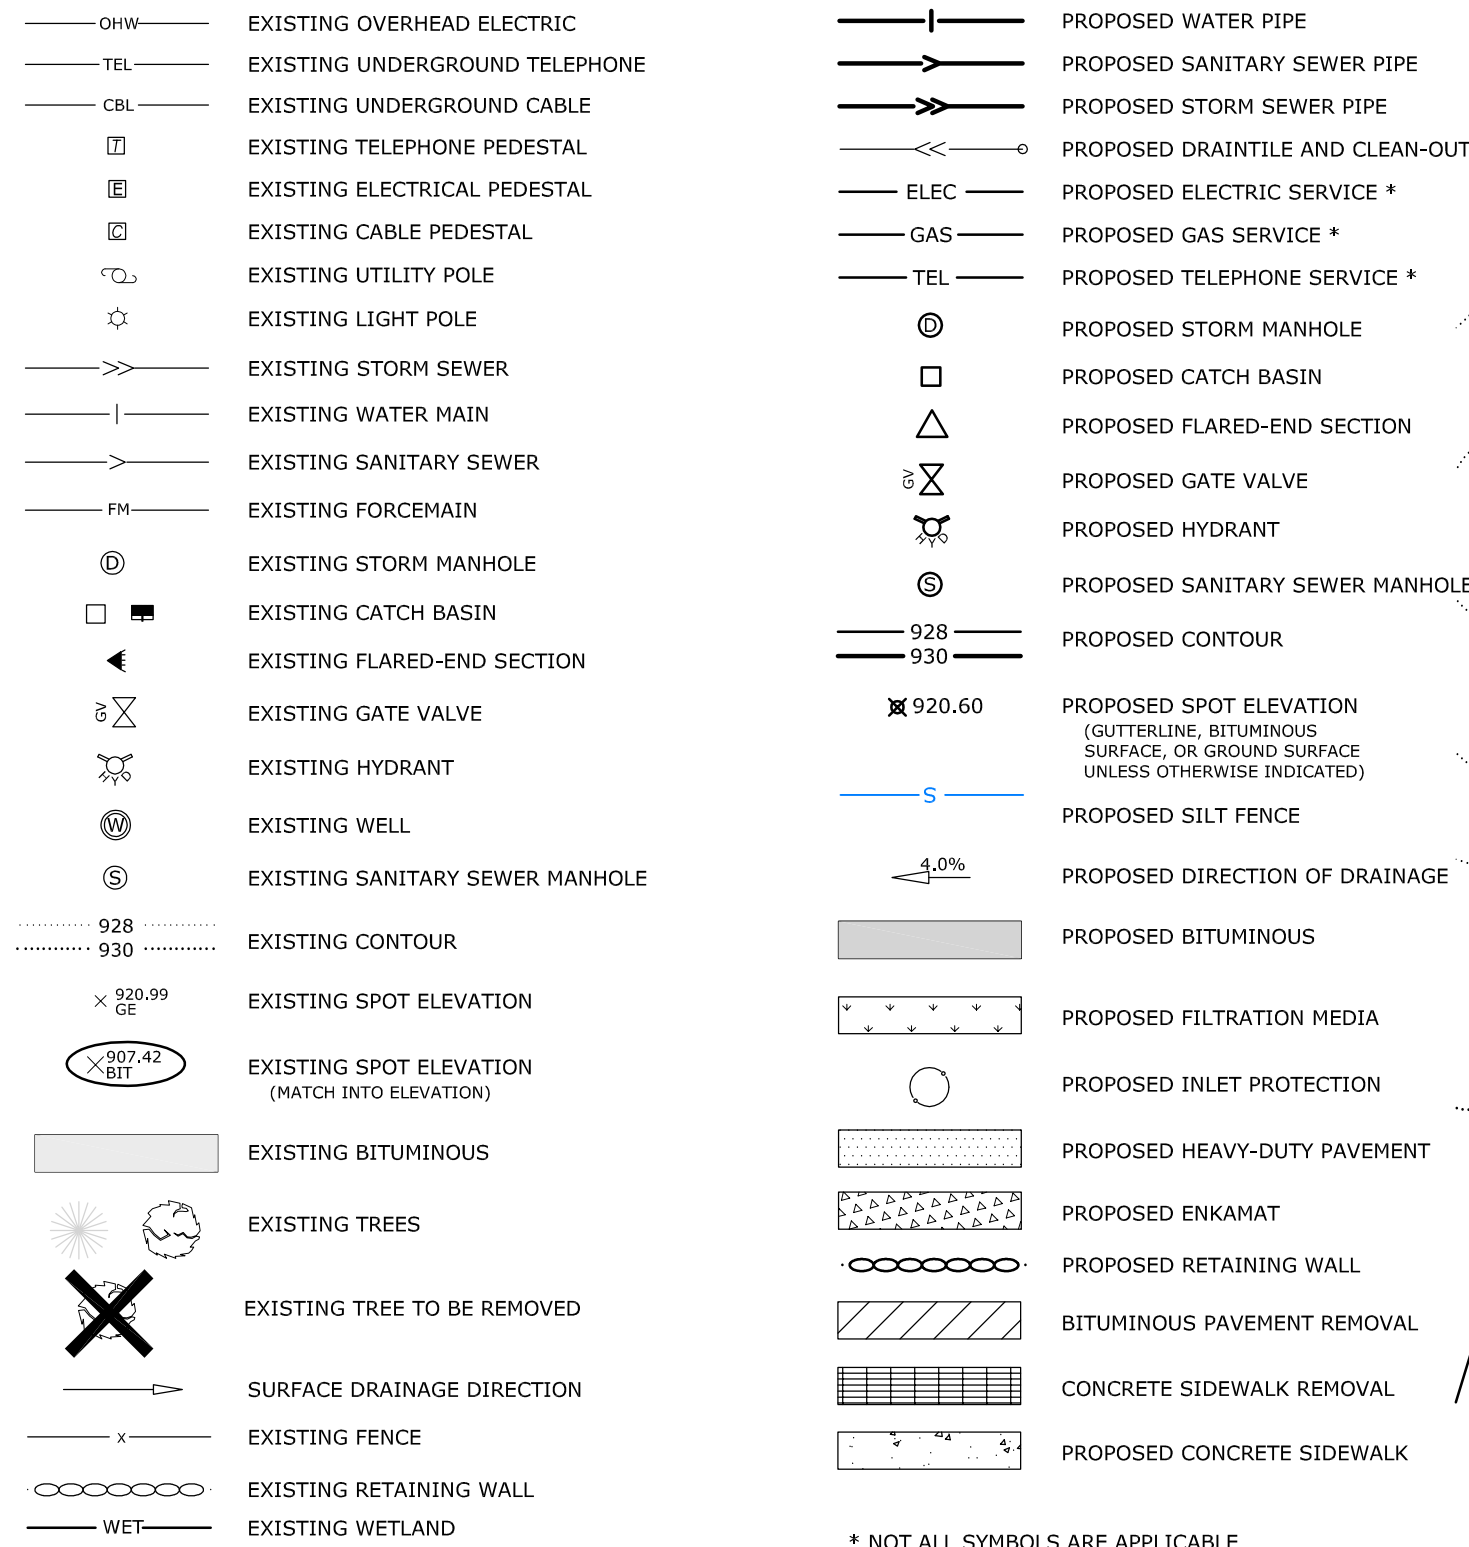 OHW EXISTING OVERHEAD ELECTRIC
TEL EXISTING UNDERGROUND TELEPHONE
CBL EXISTING UNDERGROUND CABLE
T EXISTING TELEPHONE PEDESTAL
E EXISTING ELECTRICAL PEDESTAL
C EXISTING CABLE PEDESTAL
EXISTING UTILITY POLE
EXISTING LIGHT POLE
EXISTING STORM SEWER
EXISTING WATER MAIN
EXISTING SANITARY SEWER
FM EXISTING FORCEMAIN
D EXISTING STORM MANHOLE
EXISTING CATCH BASIN
EXISTING FLARED-END SECTION
GV EXISTING GATE VALVE
HYD EXISTING HYDRANT
W EXISTING WELL
S EXISTING SANITARY SEWER MANHOLE
928
930
EXISTING CONTOUR
920.99
GE
EXISTING SPOT ELEVATION
907.42
BIT
EXISTING SPOT ELEVATION
(MATCH INTO ELEVATION)
EXISTING BITUMINOUS
EXISTING TREES
EXISTING TREE TO BE REMOVED
SURFACE DRAINAGE DIRECTION
X EXISTING FENCE
EXISTING RETAINING WALL
WET EXISTING WETLAND
PROPOSED WATER PIPE
PROPOSED SANITARY SEWER PIPE
PROPOSED STORM SEWER PIPE
PROPOSED DRAINTILE AND CLEAN-OUT
ELEC PROPOSED ELECTRIC SERVICE *
GAS PROPOSED GAS SERVICE *
TEL PROPOSED TELEPHONE SERVICE *
D PROPOSED STORM MANHOLE
PROPOSED CATCH BASIN
PROPOSED FLARED-END SECTION
GV PROPOSED GATE VALVE
HYD PROPOSED HYDRANT
S PROPOSED SANITARY SEWER MANHOLE
928
930
PROPOSED CONTOUR
920.60 PROPOSED SPOT ELEVATION
(GUTTERLINE, BITUMINOUS
SURFACE, OR GROUND SURFACE
UNLESS OTHERWISE INDICATED)
S PROPOSED SILT FENCE
4.0% PROPOSED DIRECTION OF DRAINAGE
PROPOSED BITUMINOUS
PROPOSED FILTRATION MEDIA
PROPOSED INLET PROTECTION
PROPOSED HEAVY-DUTY PAVEMENT
PROPOSED ENKAMAT
PROPOSED RETAINING WALL
BITUMINOUS PAVEMENT REMOVAL
CONCRETE SIDEWALK REMOVAL
PROPOSED CONCRETE SIDEWALK
* NOT ALL SYMBOLS ARE APPLICABLE